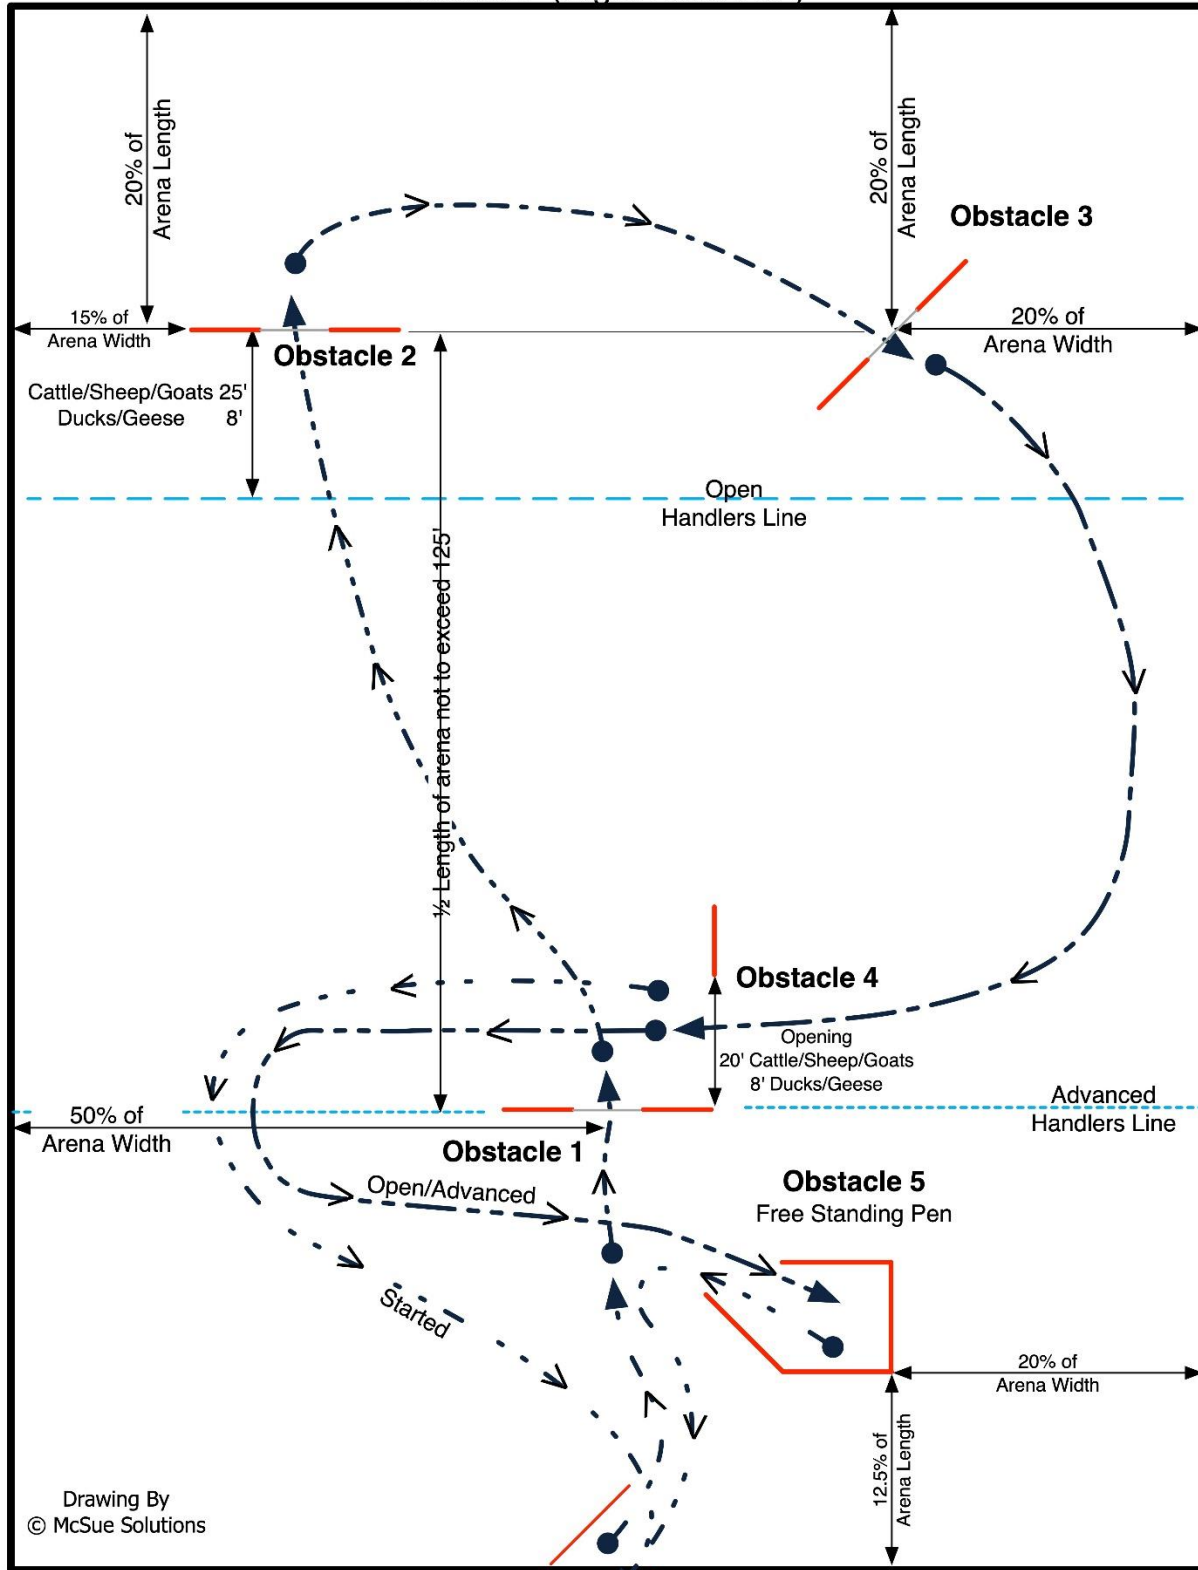 20% of
Arena Length
20% of
Arena Length
Obstacle 3
15% of
Arena Width
Obstacle 2
20% of
Arena Width
Cattle/Sheep/Goats 25'
Ducks/Geese 8'
Open
Handlers Line
½ Length of arena not to exceed 125'
Obstacle 4
Opening
20' Cattle/Sheep/Goats
8' Ducks/Geese
50% of
Arena Width
Advanced
Handlers Line
Obstacle 1
Open/Advanced
Obstacle 5
Free Standing Pen
Started
20% of
Arena Width
12.5% of
Arena Length
Drawing By
© McSue Solutions